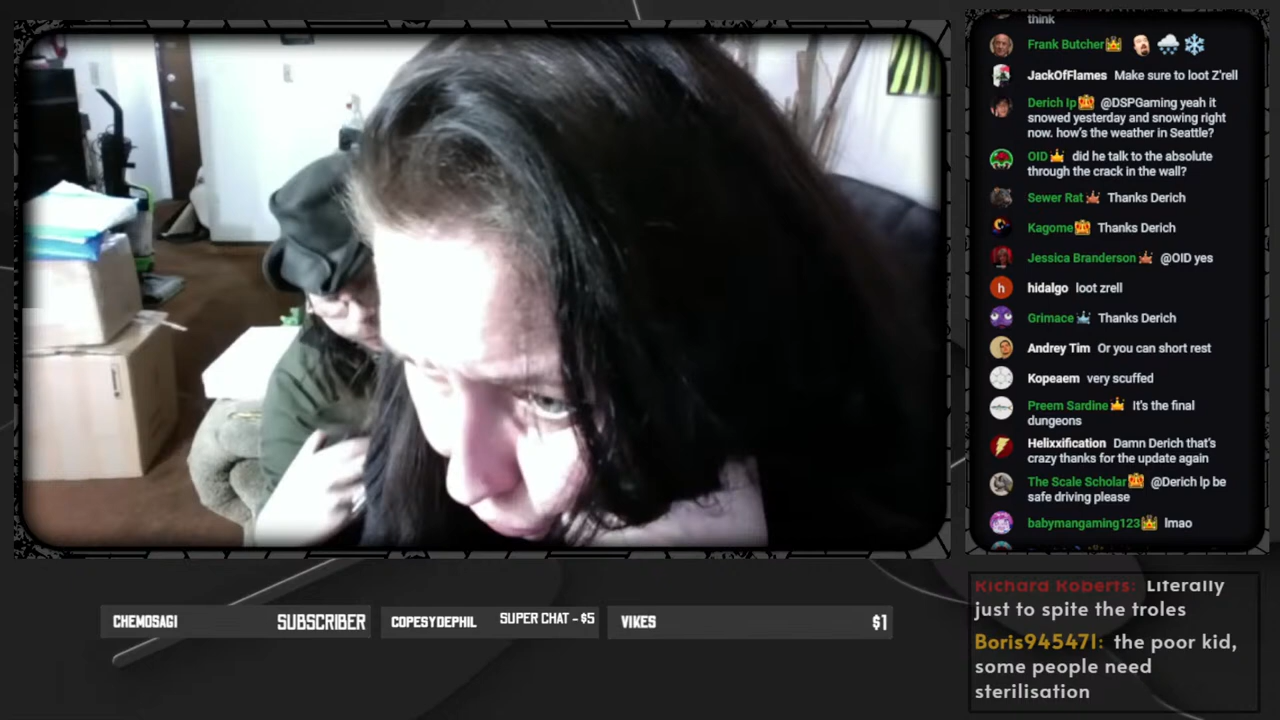 think
Frank Butcher
JackOfFlames Make sure to loot Z'rell
Derich Ip @DSPGaming yeah it
snowed yesterday and snowing right
now. how's the weather in Seattle?
OID did he talk to the absolute
through the crack in the wall?
Sewer Rat Thanks Derich
Kagome Thanks Derich
Jessica Branderson @OID yes
h hidalgo loot zrell
Grimace Thanks Derich
Andrey Tim Or you can short rest
Kopeaem very scuffed
Preem Sardine It's the final
dungeons
Helixxification Damn Derich that's
crazy thanks for the update again
The Scale Scholar @Derich Ip be
safe driving please
babymangaming123 lmao
Richard Roberts: Literally
just to spite the troles
Boris945471: the poor kid,
some people need
sterilisation
CHEMOSAGI SUBSCRIBER
COPESYDEPHIL SUPER CHAT - $5
VIKES $1